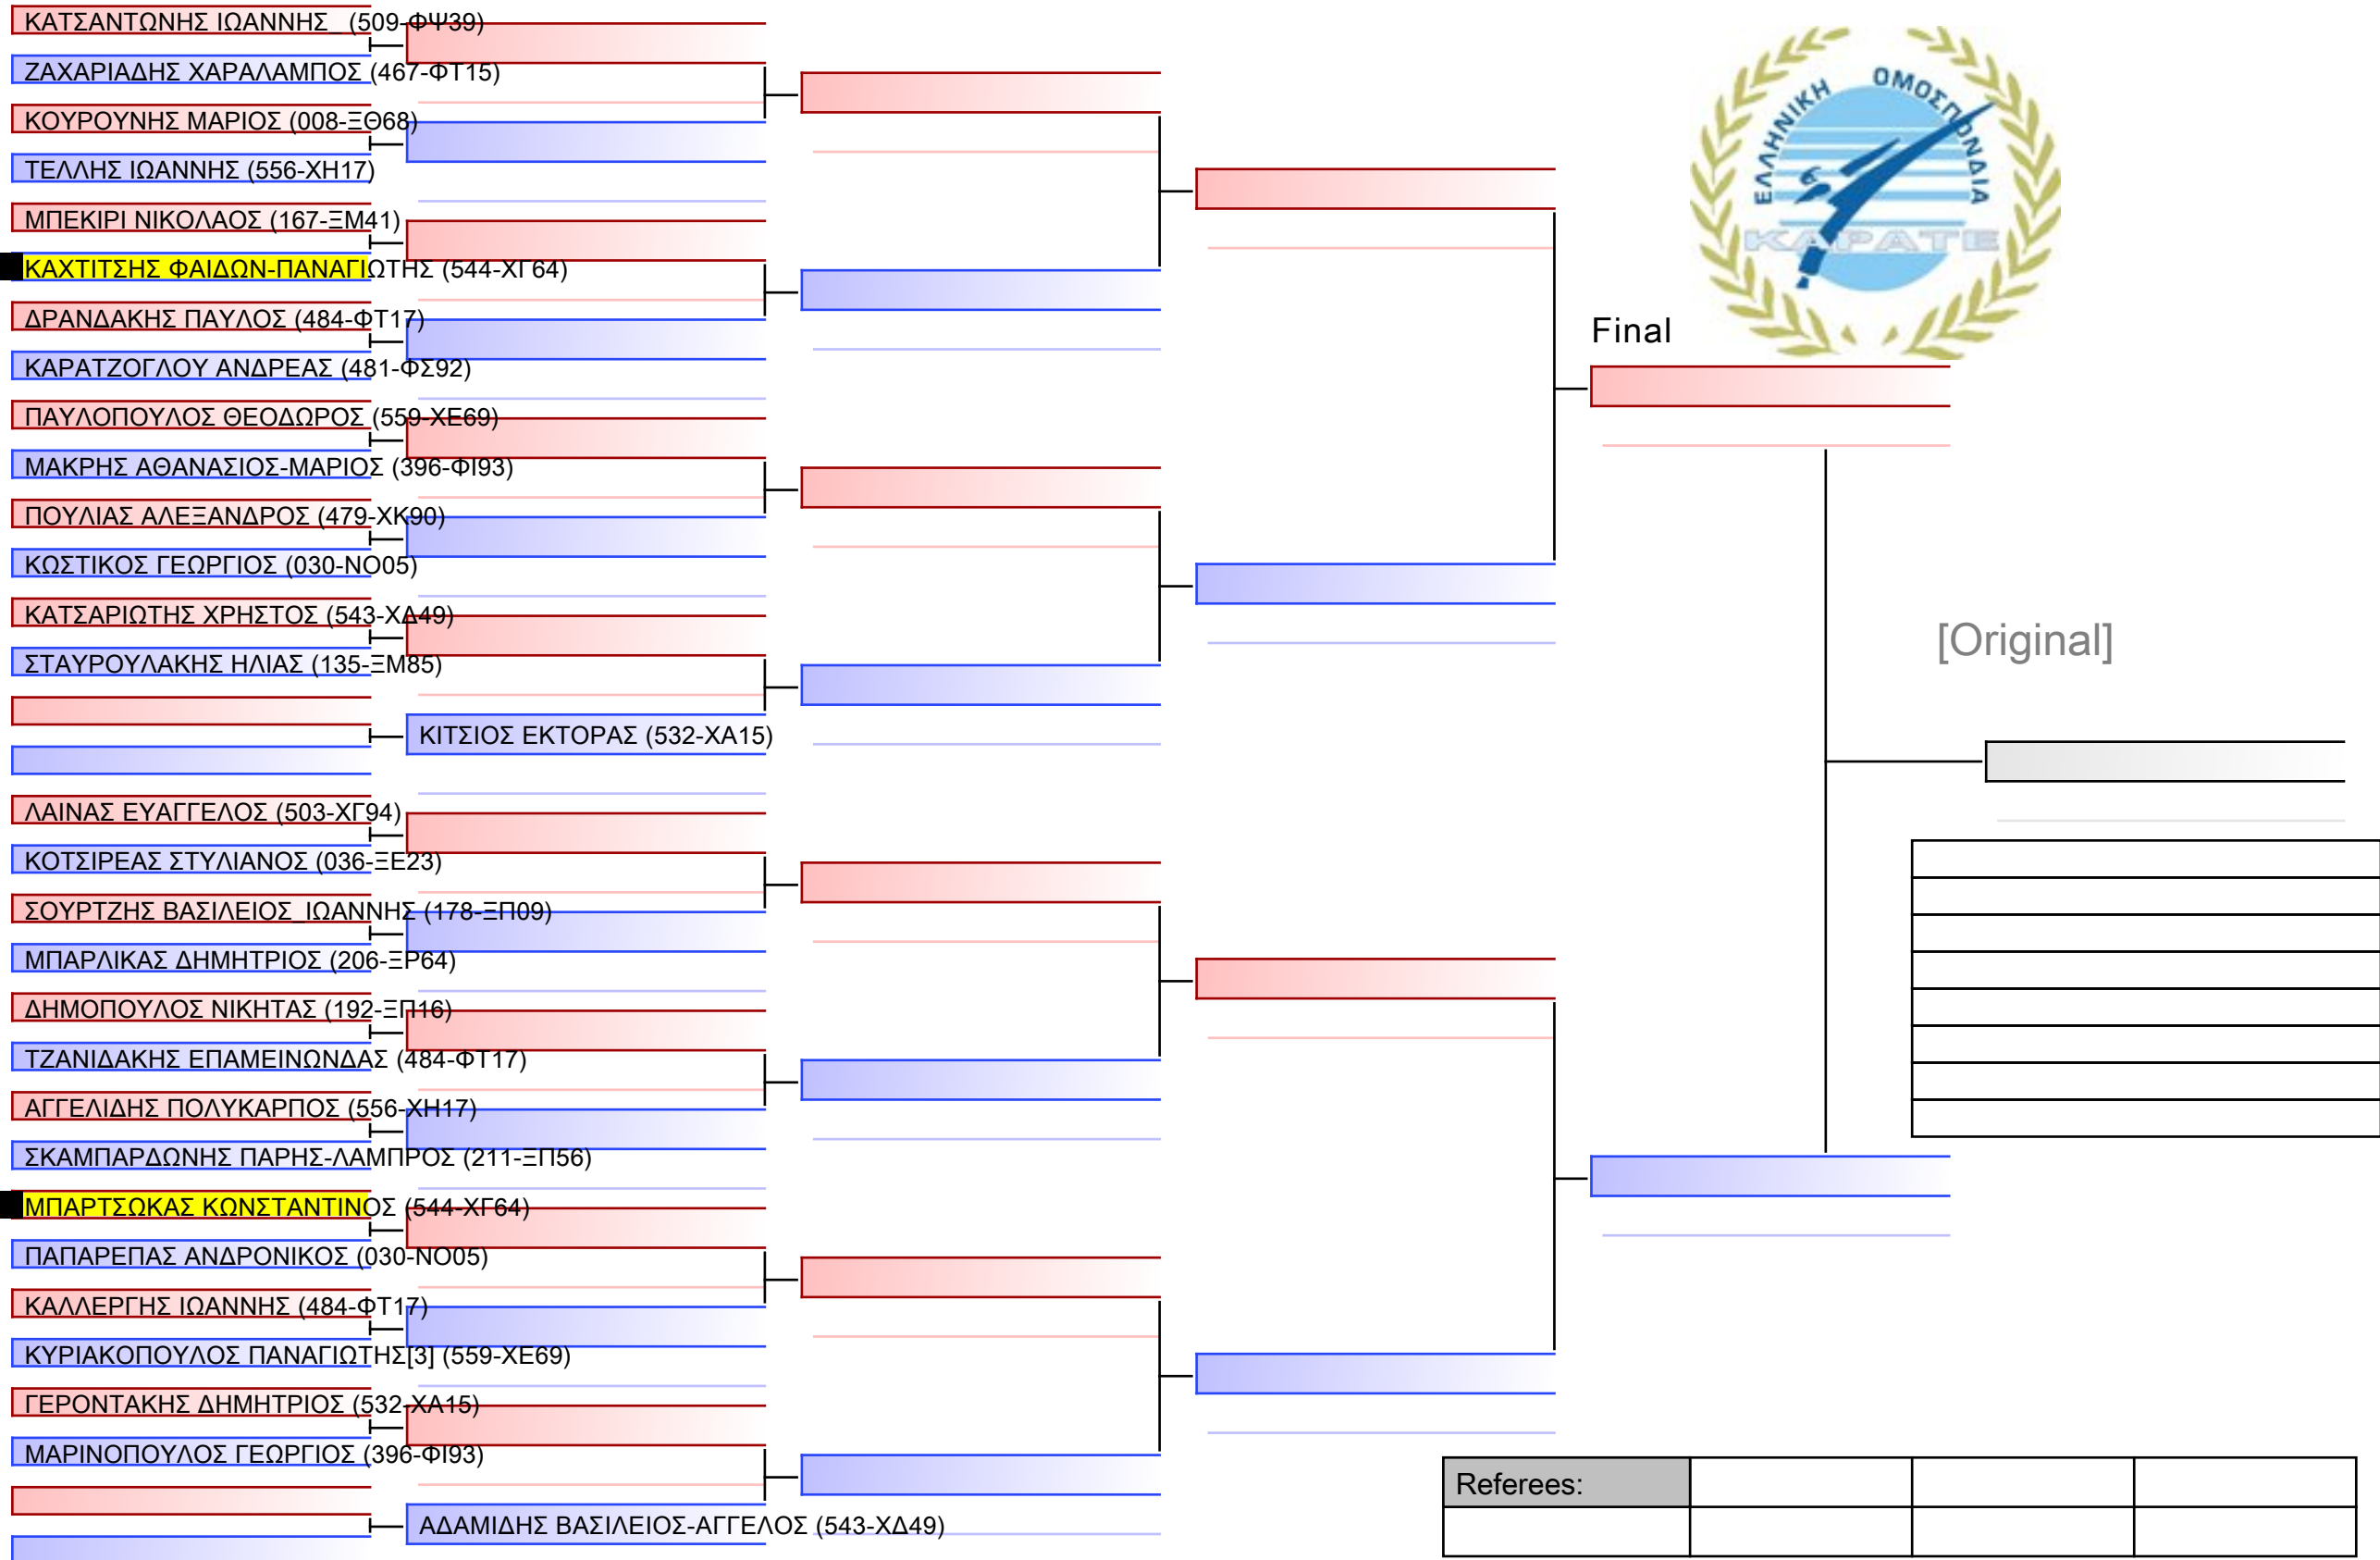 ΚΑΤΣΑΝΤΩΝΗΣ ΙΩΑΝΝΗΣ_ (509-ΦΨ39)
ΖΑΧΑΡΙΑΔΗΣ ΧΑΡΑΛΑΜΠΟΣ (467-ΦΤ15)
ΚΟΥΡΟΥΝΗΣ ΜΑΡΙΟΣ (008-ΞΘ68)
ΤΕΛΛΗΣ ΙΩΑΝΝΗΣ (556-ΧΗ17)
ΜΠΕΚΙΡΙ ΝΙΚΟΛΑΟΣ (167-ΞΜ41)
ΚΑΧΤΙΤΣΗΣ ΦΑΙΔΩΝ-ΠΑΝΑΓΙΩΤΗΣ (544-ΧΓ64)
ΔΡΑΝΔΑΚΗΣ ΠΑΥΛΟΣ (484-ΦΤ17)
ΚΑΡΑΤΖΟΓΛΟΥ ΑΝΔΡΕΑΣ (481-ΦΣ92)
ΠΑΥΛΟΠΟΥΛΟΣ ΘΕΟΔΩΡΟΣ (559-ΧΕ69)
ΜΑΚΡΗΣ ΑΘΑΝΑΣΙΟΣ-ΜΑΡΙΟΣ (396-ΦΙ93)
ΠΟΥΛΙΑΣ ΑΛΕΞΑΝΔΡΟΣ (479-ΧΚ90)
ΚΩΣΤΙΚΟΣ ΓΕΩΡΓΙΟΣ (030-ΝΟ05)
ΚΑΤΣΑΡΙΩΤΗΣ ΧΡΗΣΤΟΣ (543-ΧΔ49)
ΣΤΑΥΡΟΥΛΑΚΗΣ ΗΛΙΑΣ (135-ΞΜ85)
ΚΙΤΣΙΟΣ ΕΚΤΟΡΑΣ (532-ΧΑ15)
ΛΑΙΝΑΣ ΕΥΑΓΓΕΛΟΣ (503-ΧΓ94)
ΚΟΤΣΙΡΕΑΣ ΣΤΥΛΙΑΝΟΣ (036-ΞΕ23)
ΣΟΥΡΤΖΗΣ ΒΑΣΙΛΕΙΟΣ_ΙΩΑΝΝΗΣ (178-ΞΠ09)
ΜΠΑΡΛΙΚΑΣ ΔΗΜΗΤΡΙΟΣ (206-ΞΡ64)
ΔΗΜΟΠΟΥΛΟΣ ΝΙΚΗΤΑΣ (192-ΞΠ16)
ΤΖΑΝΙΔΑΚΗΣ ΕΠΑΜΕΙΝΩΝΔΑΣ (484-ΦΤ17)
ΑΓΓΕΛΙΔΗΣ ΠΟΛΥΚΑΡΠΟΣ (556-ΧΗ17)
ΣΚΑΜΠΑΡΔΩΝΗΣ ΠΑΡΗΣ-ΛΑΜΠΡΟΣ (211-ΞΠ56)
ΜΠΑΡΤΣΩΚΑΣ ΚΩΝΣΤΑΝΤΙΝΟΣ (544-ΧΓ64)
ΠΑΠΑΡΕΠΑΣ ΑΝΔΡΟΝΙΚΟΣ (030-ΝΟ05)
ΚΑΛΛΕΡΓΗΣ ΙΩΑΝΝΗΣ (484-ΦΤ17)
ΚΥΡΙΑΚΟΠΟΥΛΟΣ ΠΑΝΑΓΙΩΤΗΣ[3] (559-ΧΕ69)
ΓΕΡΟΝΤΑΚΗΣ ΔΗΜΗΤΡΙΟΣ (532-ΧΑ15)
ΜΑΡΙΝΟΠΟΥΛΟΣ ΓΕΩΡΓΙΟΣ (396-ΦΙ93)
ΑΔΑΜΙΔΗΣ ΒΑΣΙΛΕΙΟΣ-ΑΓΓΕΛΟΣ (543-ΧΔ49)
ΕΛΛΗΝΙΚΗ ΟΜΟΣΠΟΝΔΙΑ
ΚΑΡΑΤΕ
Final
[Original]
Referees: